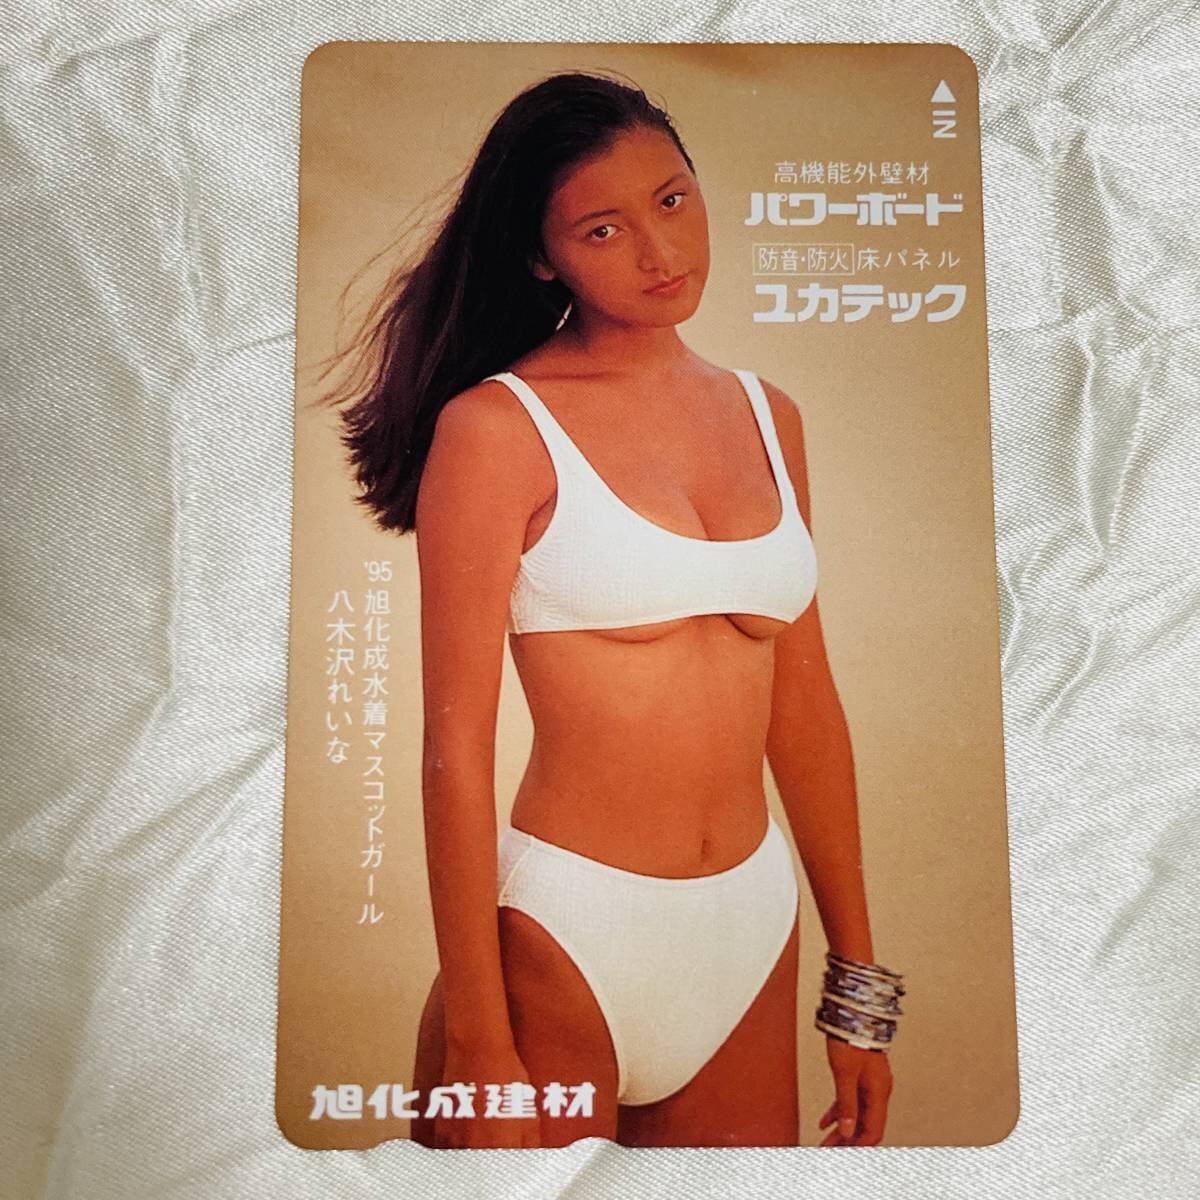 ▲IN
高機能外壁材
パワーボード
防音・防火 床パネル
ユカテック
'95旭化成水着マスコットガール
八木沢れいな
旭化成建材